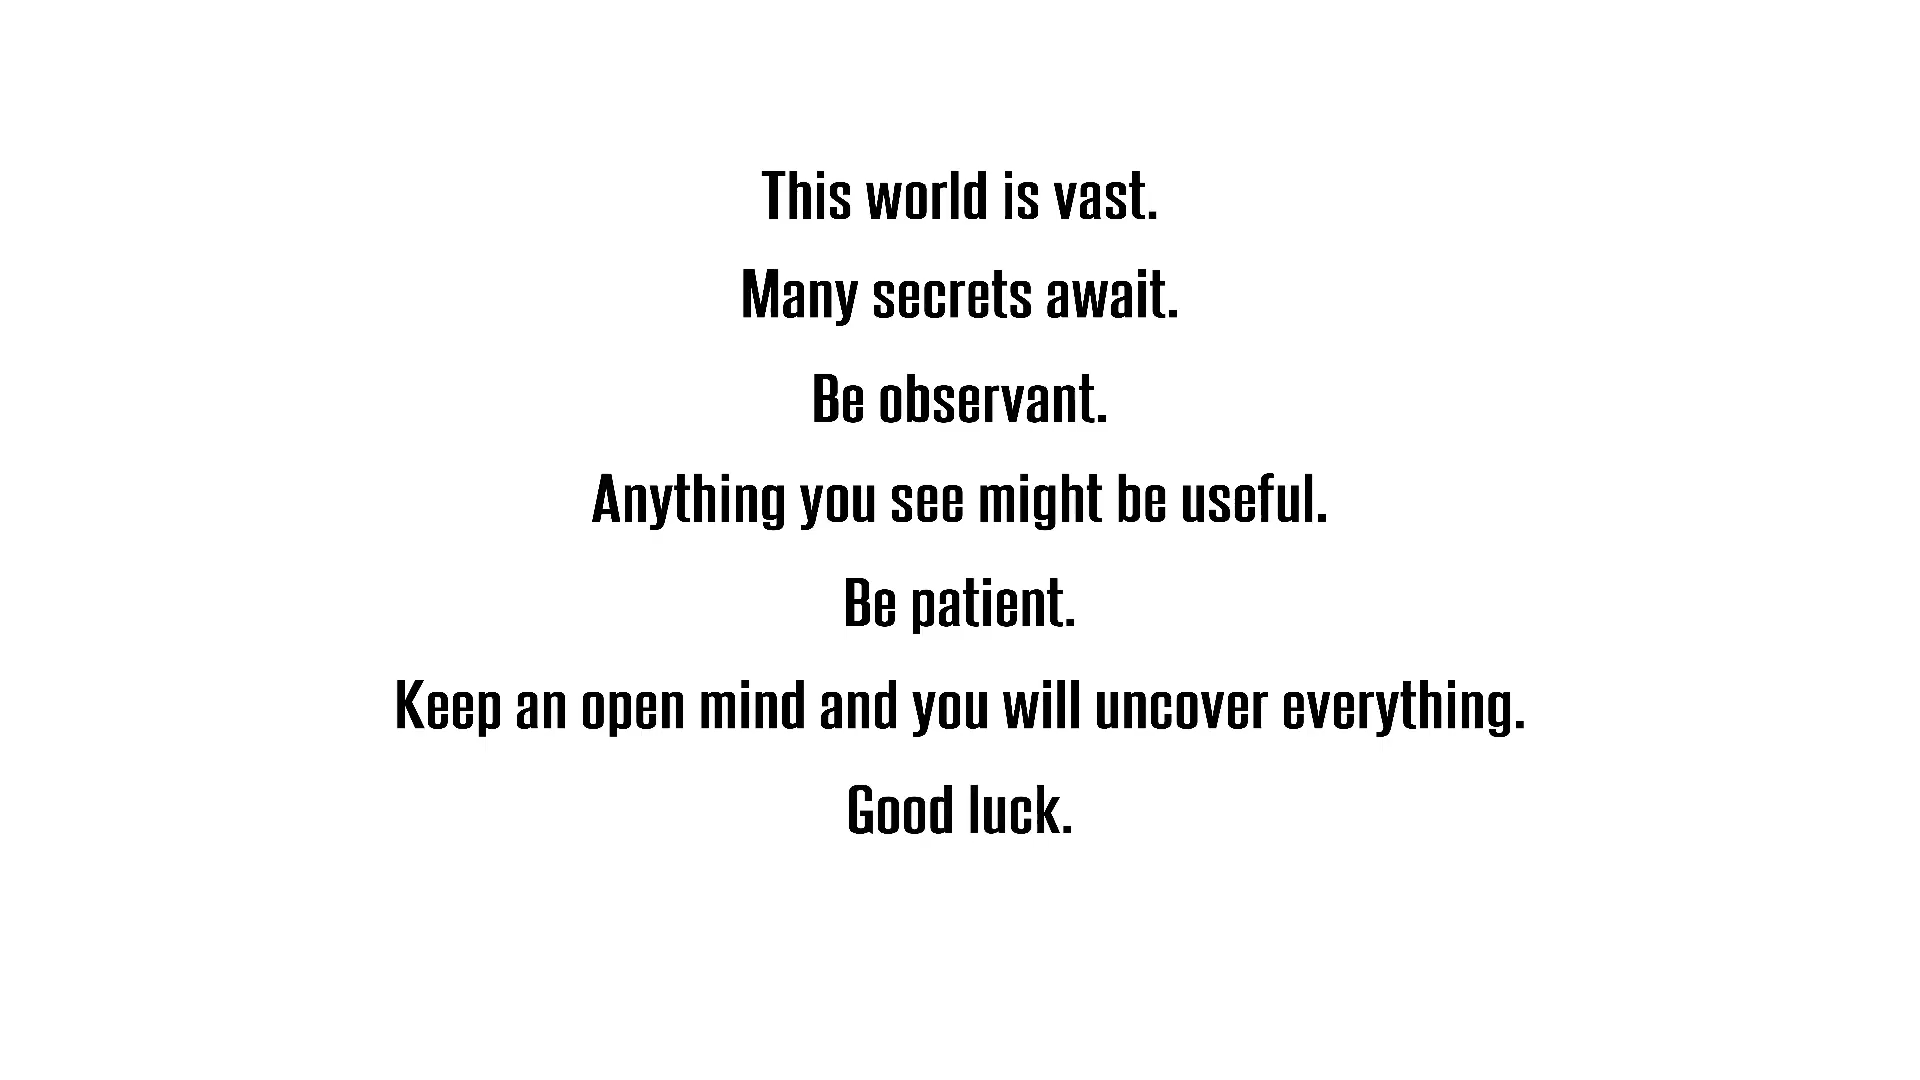 This world is vast.
Many secrets await.
Be observant.
Anything you see might be useful.
Be patient.
Keep an open mind and you will uncover everything.
Good luck.